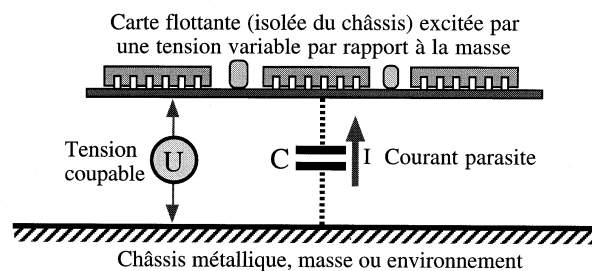 Carte flottante (isolée du châssis) excitée par
une tension variable par rapport à la masse
Tension
coupable
U
C
I
Courant parasite
Châssis métallique, masse ou environnement